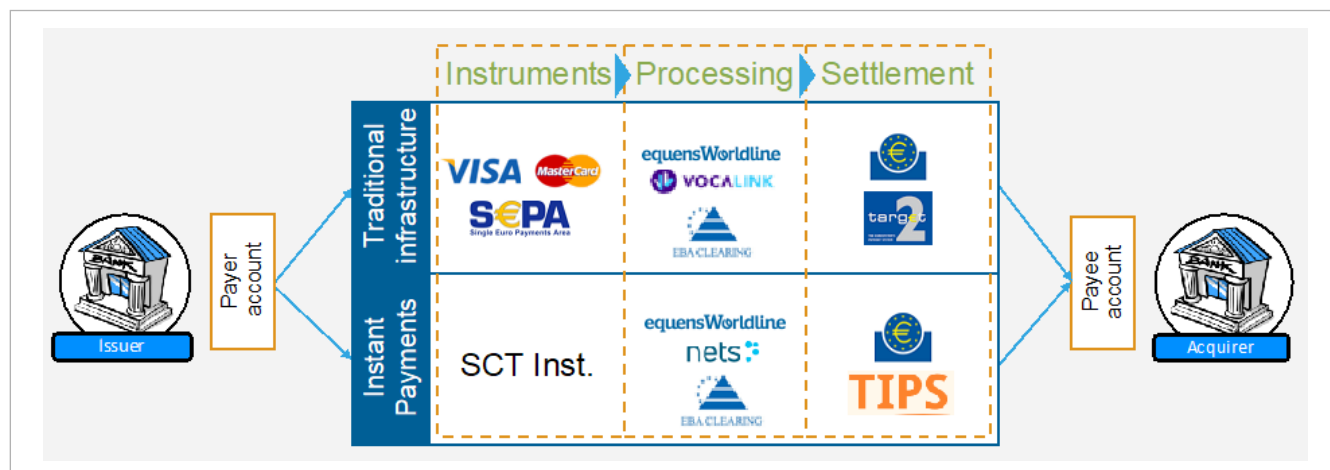 Instruments
Processing
Settlement
Traditional
infrastructure
VISA
MasterCard
S€PA
Single Euro Payments Area
equensWorldline
VOCALINK
EBA CLEARING
€
target
2
BANK
Issuer
Payer
account
Payee
account
BANK
Acquirer
Instant
Payments
SCT Inst.
equensWorldline
nets
EBA CLEARING
€
TIPS